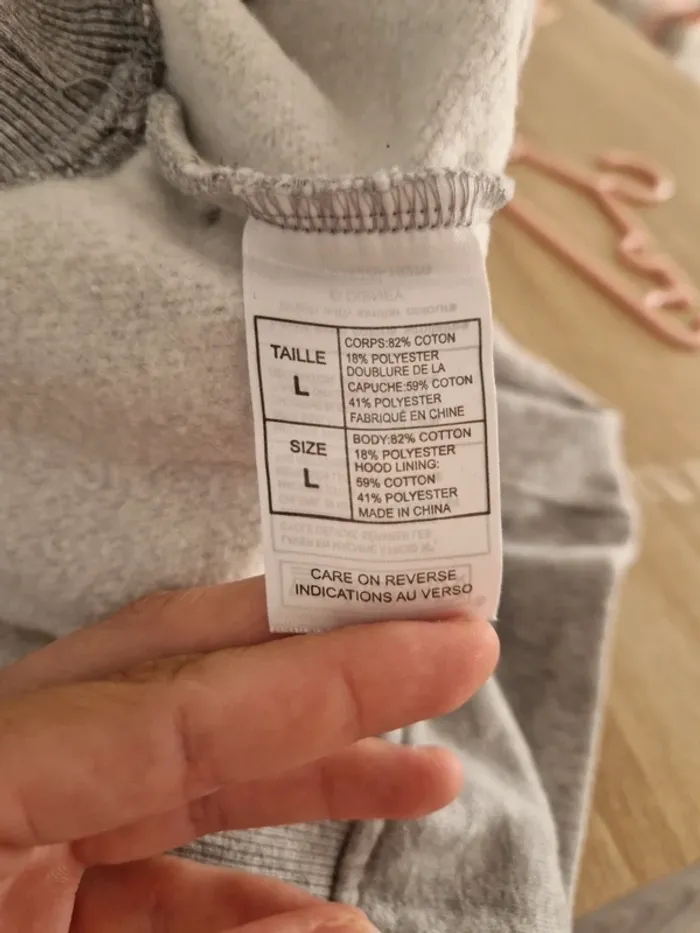 TAILLE
L
CORPS:82% COTON
18% POLYESTER
DOUBLURE DE LA
CAPUCHE:59% COTON
41% POLYESTER
FABRIQUÉ EN CHINE
SIZE
L
BODY:82% COTTON
18% POLYESTER
HOOD LINING:
59% COTTON
41% POLYESTER
MADE IN CHINA
CARE ON REVERSE
INDICATIONS AU VERSO